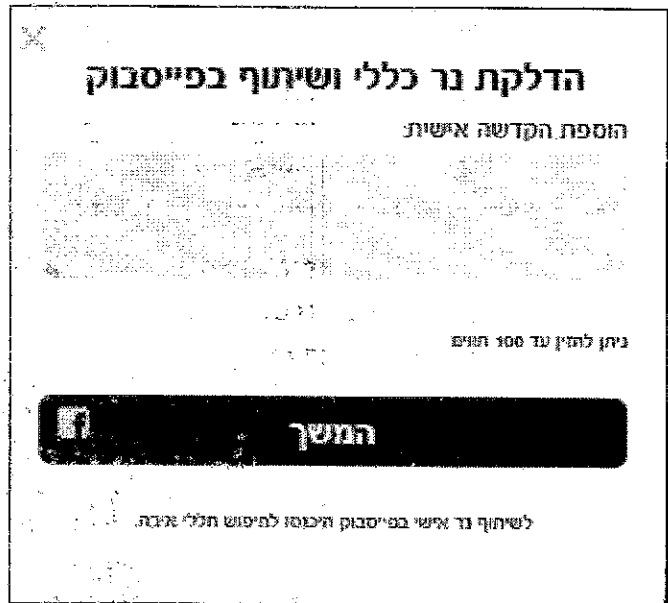 הדלקת נר כללי ושיתוף בפייסבוק
הוספת הקדשה אישית:
ניתן להזין עד 100 תווים
המשך
לשיתוף נר אישי בפייסבוק היכנסו לחיפוש חללי איבה.